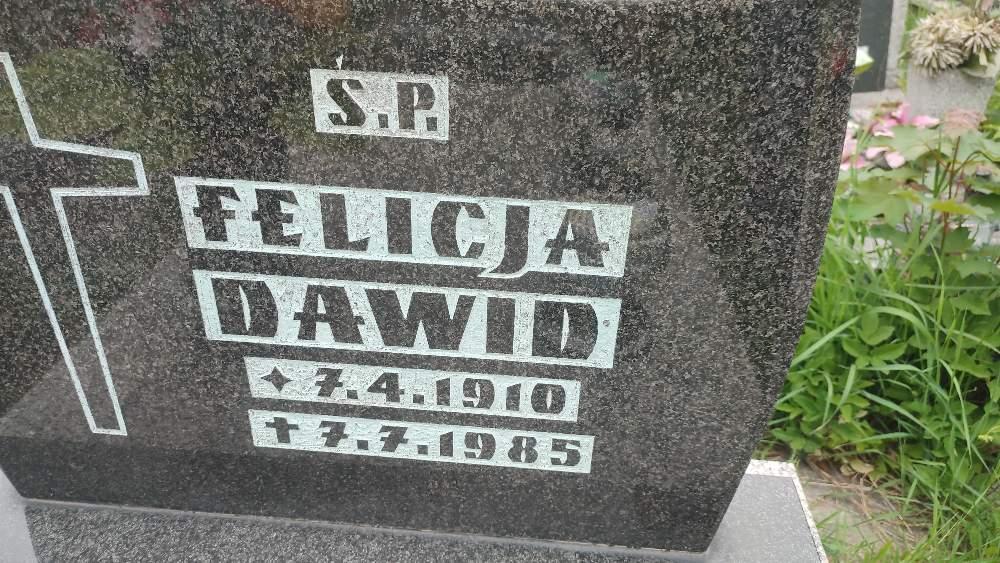 Ś.P.
FELICJA
DAWID
✦ 7.4.1910
✝ 7.7.1985